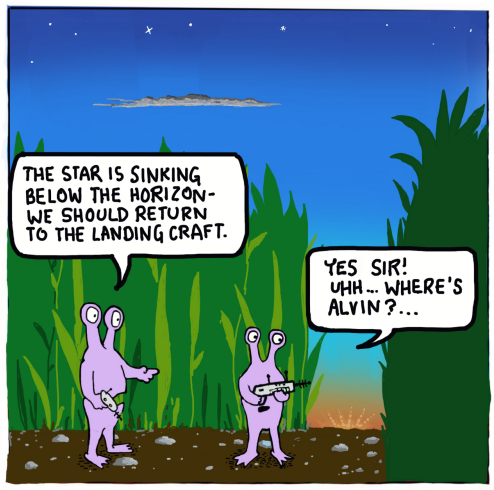 THE STAR IS SINKING
BELOW THE HORIZON-
WE SHOULD RETURN
TO THE LANDING CRAFT.
YES SIR!
UHH... WHERE'S
ALVIN?...